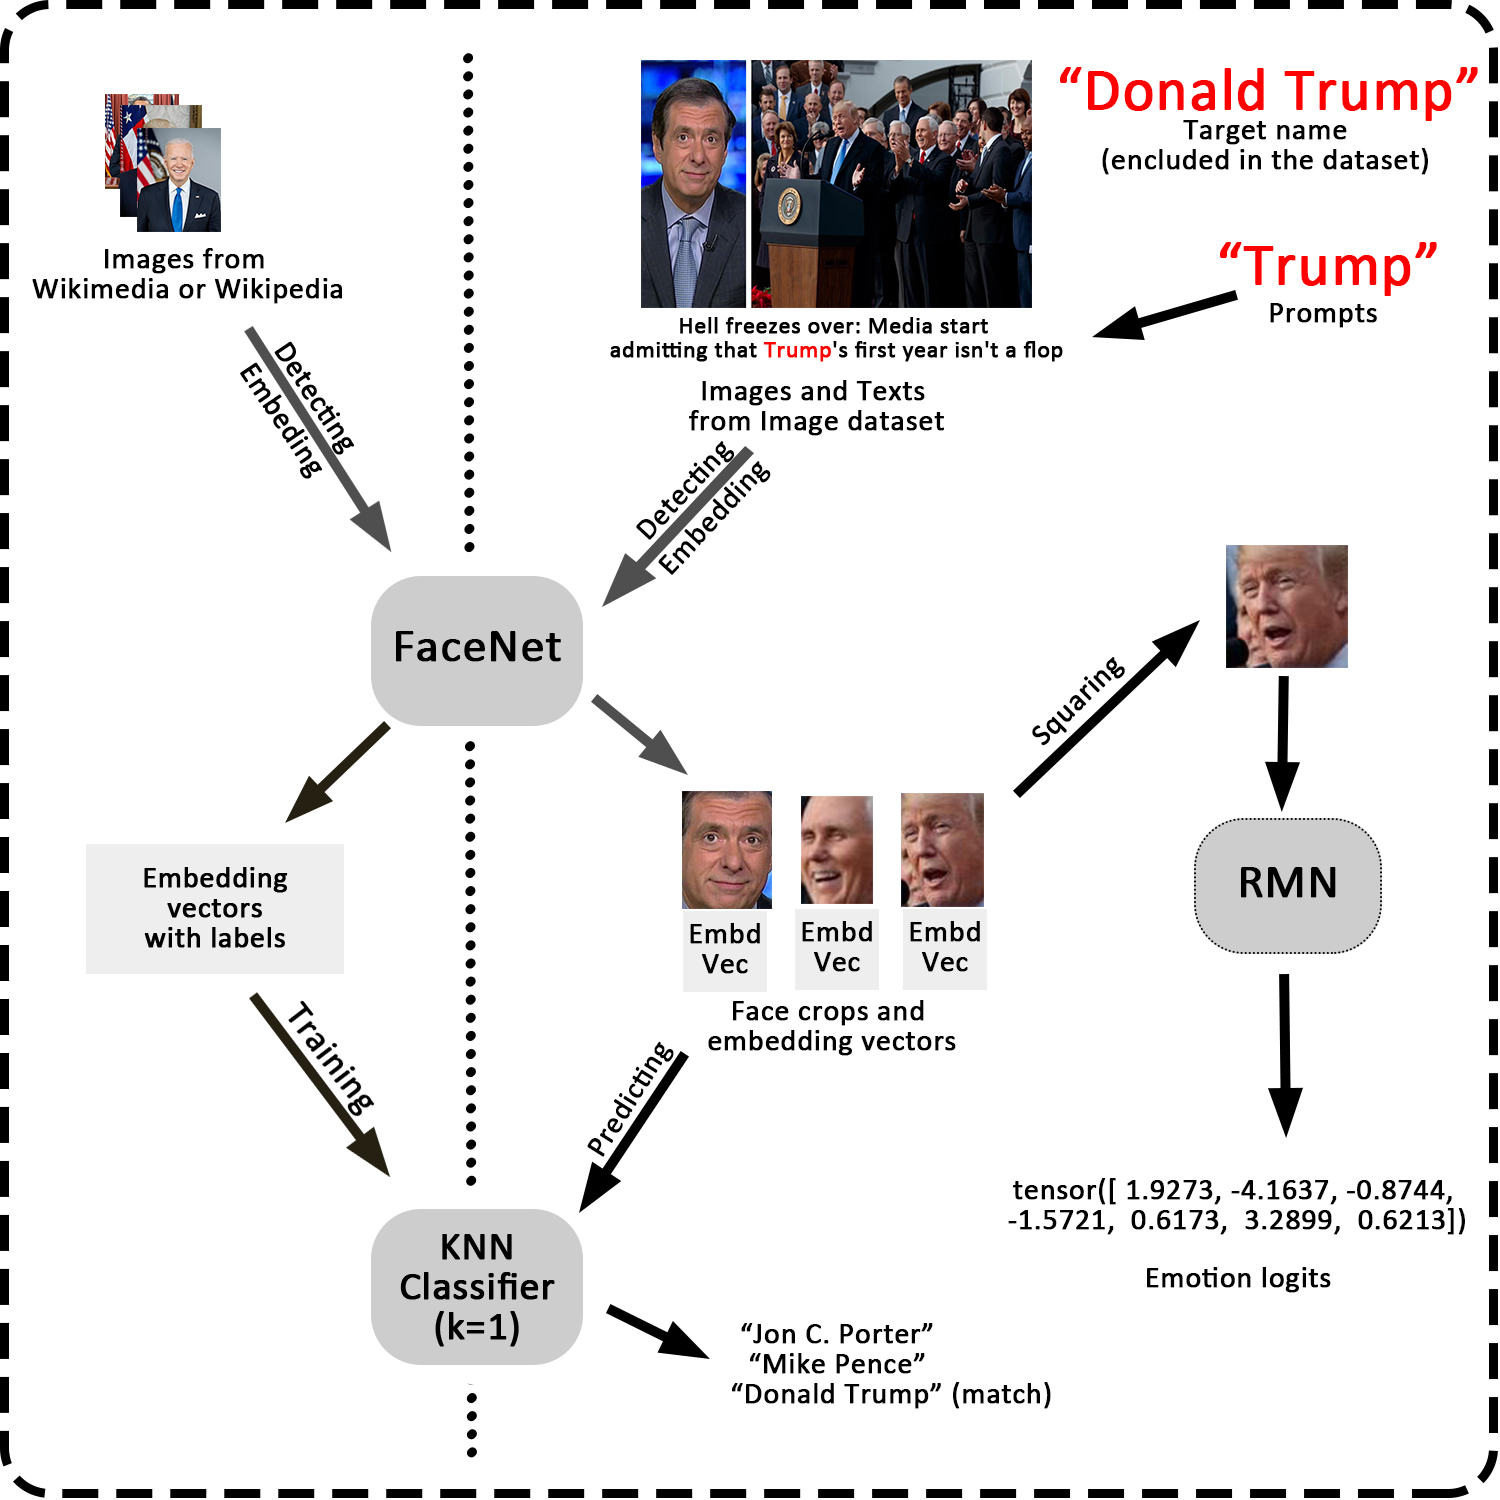 “Donald Trump”
Target name
(encluded in the dataset)
“Trump”
Prompts
Images from
Wikimedia or Wikipedia
Detecting
Embeding
Hell freezes over: Media start
admitting that Trump's first year isn't a flop
Images and Texts
from Image dataset
Detecting
Embedding
FaceNet
Squaring
Embedding
vectors
with labels
Embd
Vec
Embd
Vec
Embd
Vec
Face crops and
embedding vectors
RMN
Training
Predicting
KNN
Classifier
(k=1)
tensor([ 1.9273, -4.1637, -0.8744,
-1.5721, 0.6173, 3.2899, 0.6213])
Emotion logits
“Jon C. Porter”
“Mike Pence”
“Donald Trump” (match)